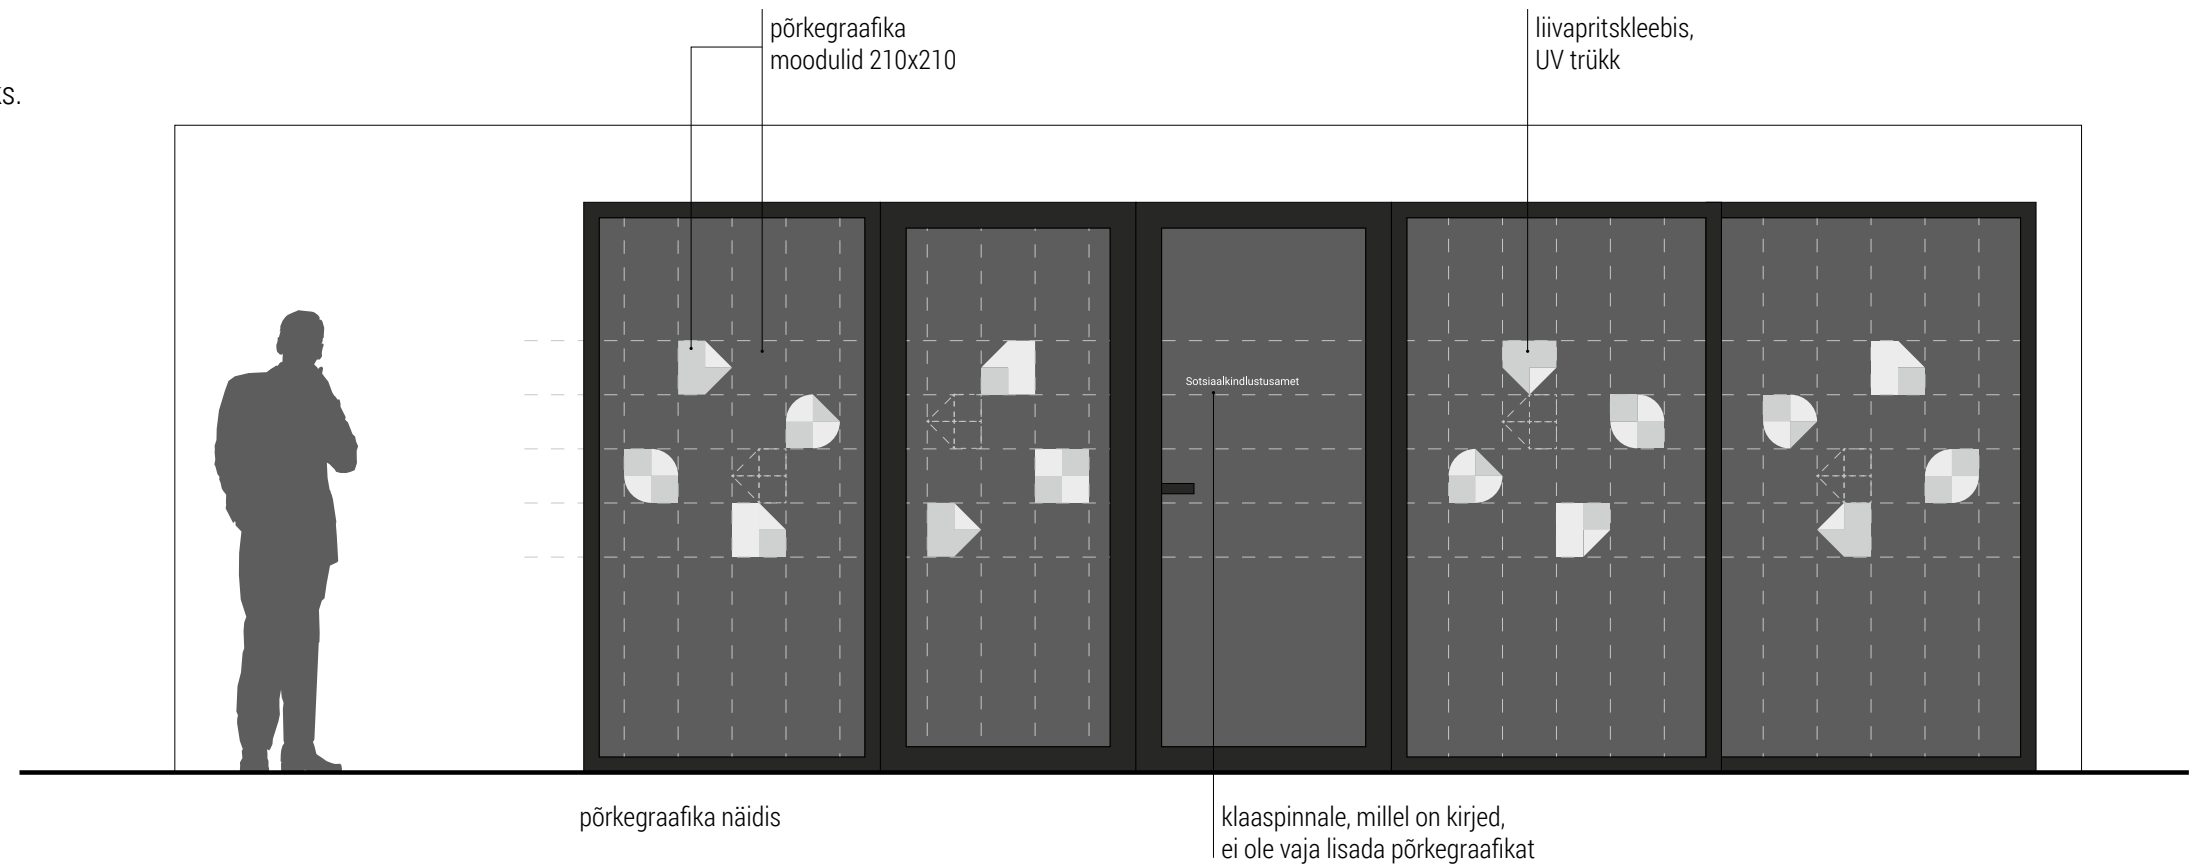 põrkegraafika
moodulid 210x210
liivapritskleebis,
UV trükk
Sotsiaalkindlustusamet
põrkegraafika näidis
klaaspinnale, millel on kirjed,
ei ole vaja lisada põrkegraafikat